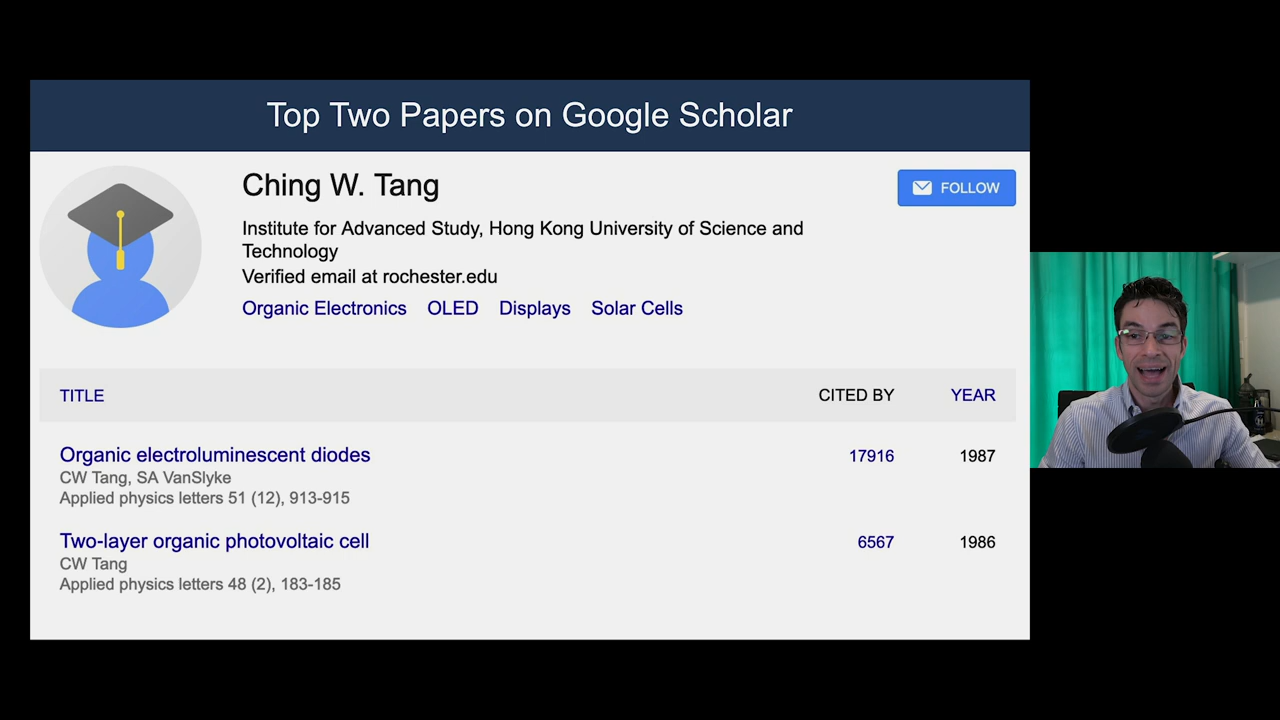 Top Two Papers on Google Scholar
Ching W. Tang
FOLLOW
Institute for Advanced Study, Hong Kong University of Science and
Technology
Verified email at rochester.edu
Organic Electronics OLED Displays Solar Cells
TITLE CITED BY YEAR
Organic electroluminescent diodes 17916 1987
CW Tang, SA VanSlyke
Applied physics letters 51 (12), 913-915
Two-layer organic photovoltaic cell 6567 1986
CW Tang
Applied physics letters 48 (2), 183-185